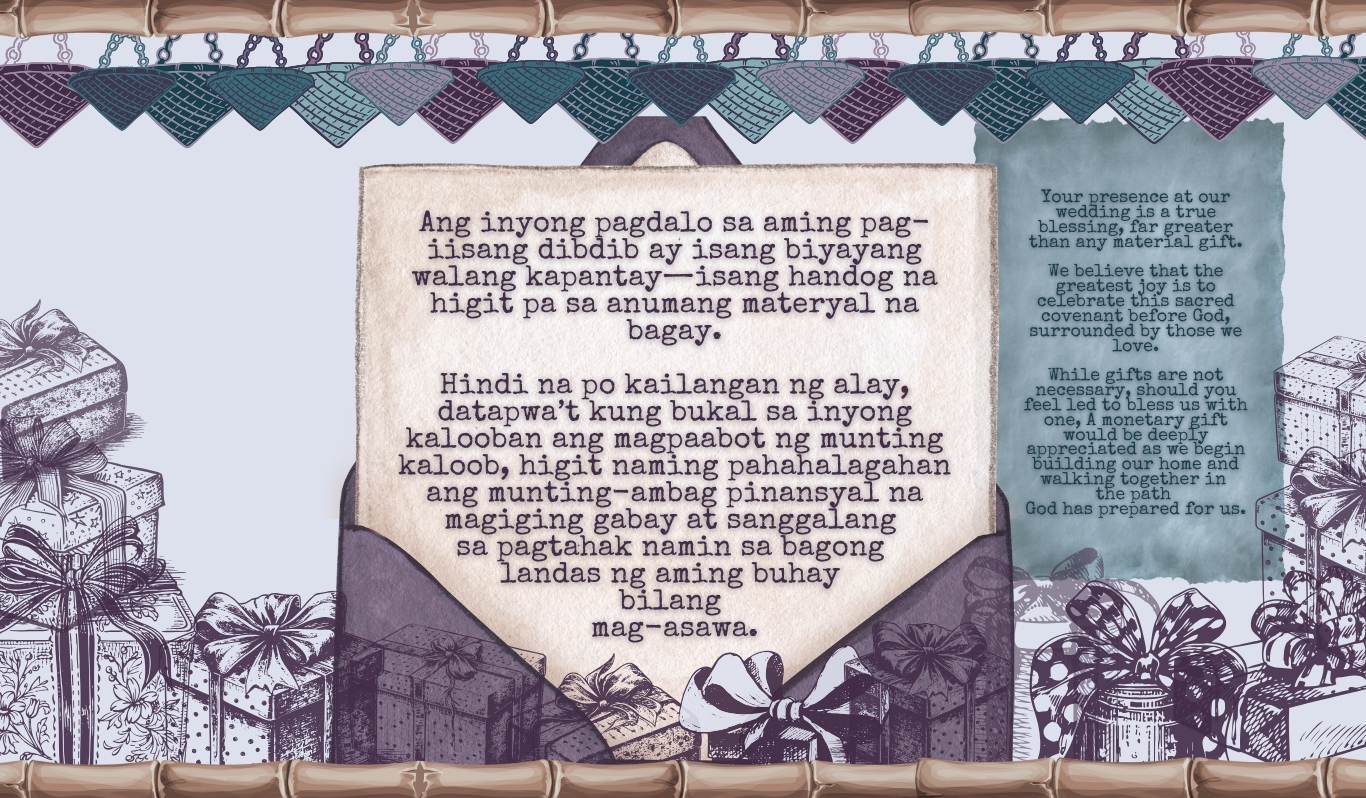 Ang inyong pagdalo sa aming pag-
iisang dibdib ay isang biyayang
walang kapantay—isang handog na
higit pa sa anumang materyal na
bagay.
Hindi na po kailangan ng alay,
datapwa't kung bukal sa inyong
kalooban ang magpaabot ng munting
kaloob, higit naming pahahalagahan
ang munting-ambag pinansyal na
magiging gabay at sanggalang
sa pagtahak namin sa bagong
landas ng aming buhay
bilang
mag-asawa.
Your presence at our
wedding is a true
blessing, far greater
than any material gift.
We believe that the
greatest joy is to
celebrate this sacred
covenant before God,
surrounded by those we
love.
While gifts are not
necessary, should you
feel led to bless us with
one, A monetary gift
would be deeply
appreciated as we begin
building our home and
walking together in
the path
God has prepared for us.